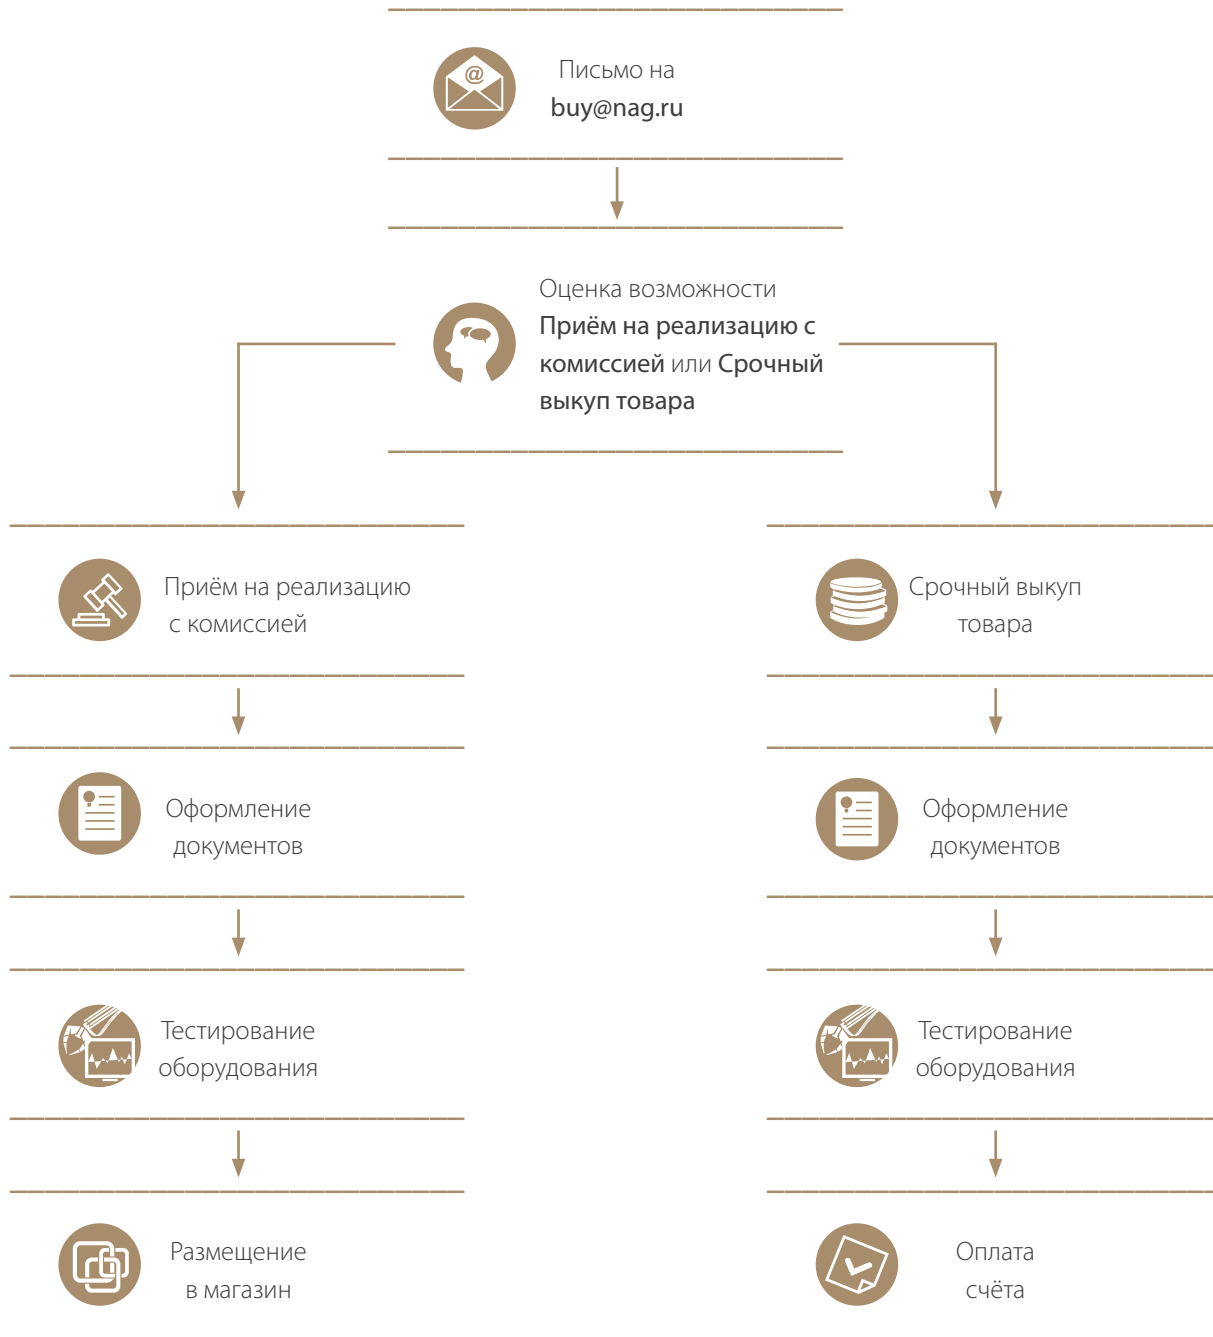 Письмо на
buy@nag.ru
Оценка возможности
Приём на реализацию с
комиссией или Срочный
выкуп товара
Приём на реализацию
с комиссией
Срочный выкуп
товара
Оформление
документов
Оформление
документов
Тестирование
оборудования
Тестирование
оборудования
Размещение
в магазин
Оплата
счёта